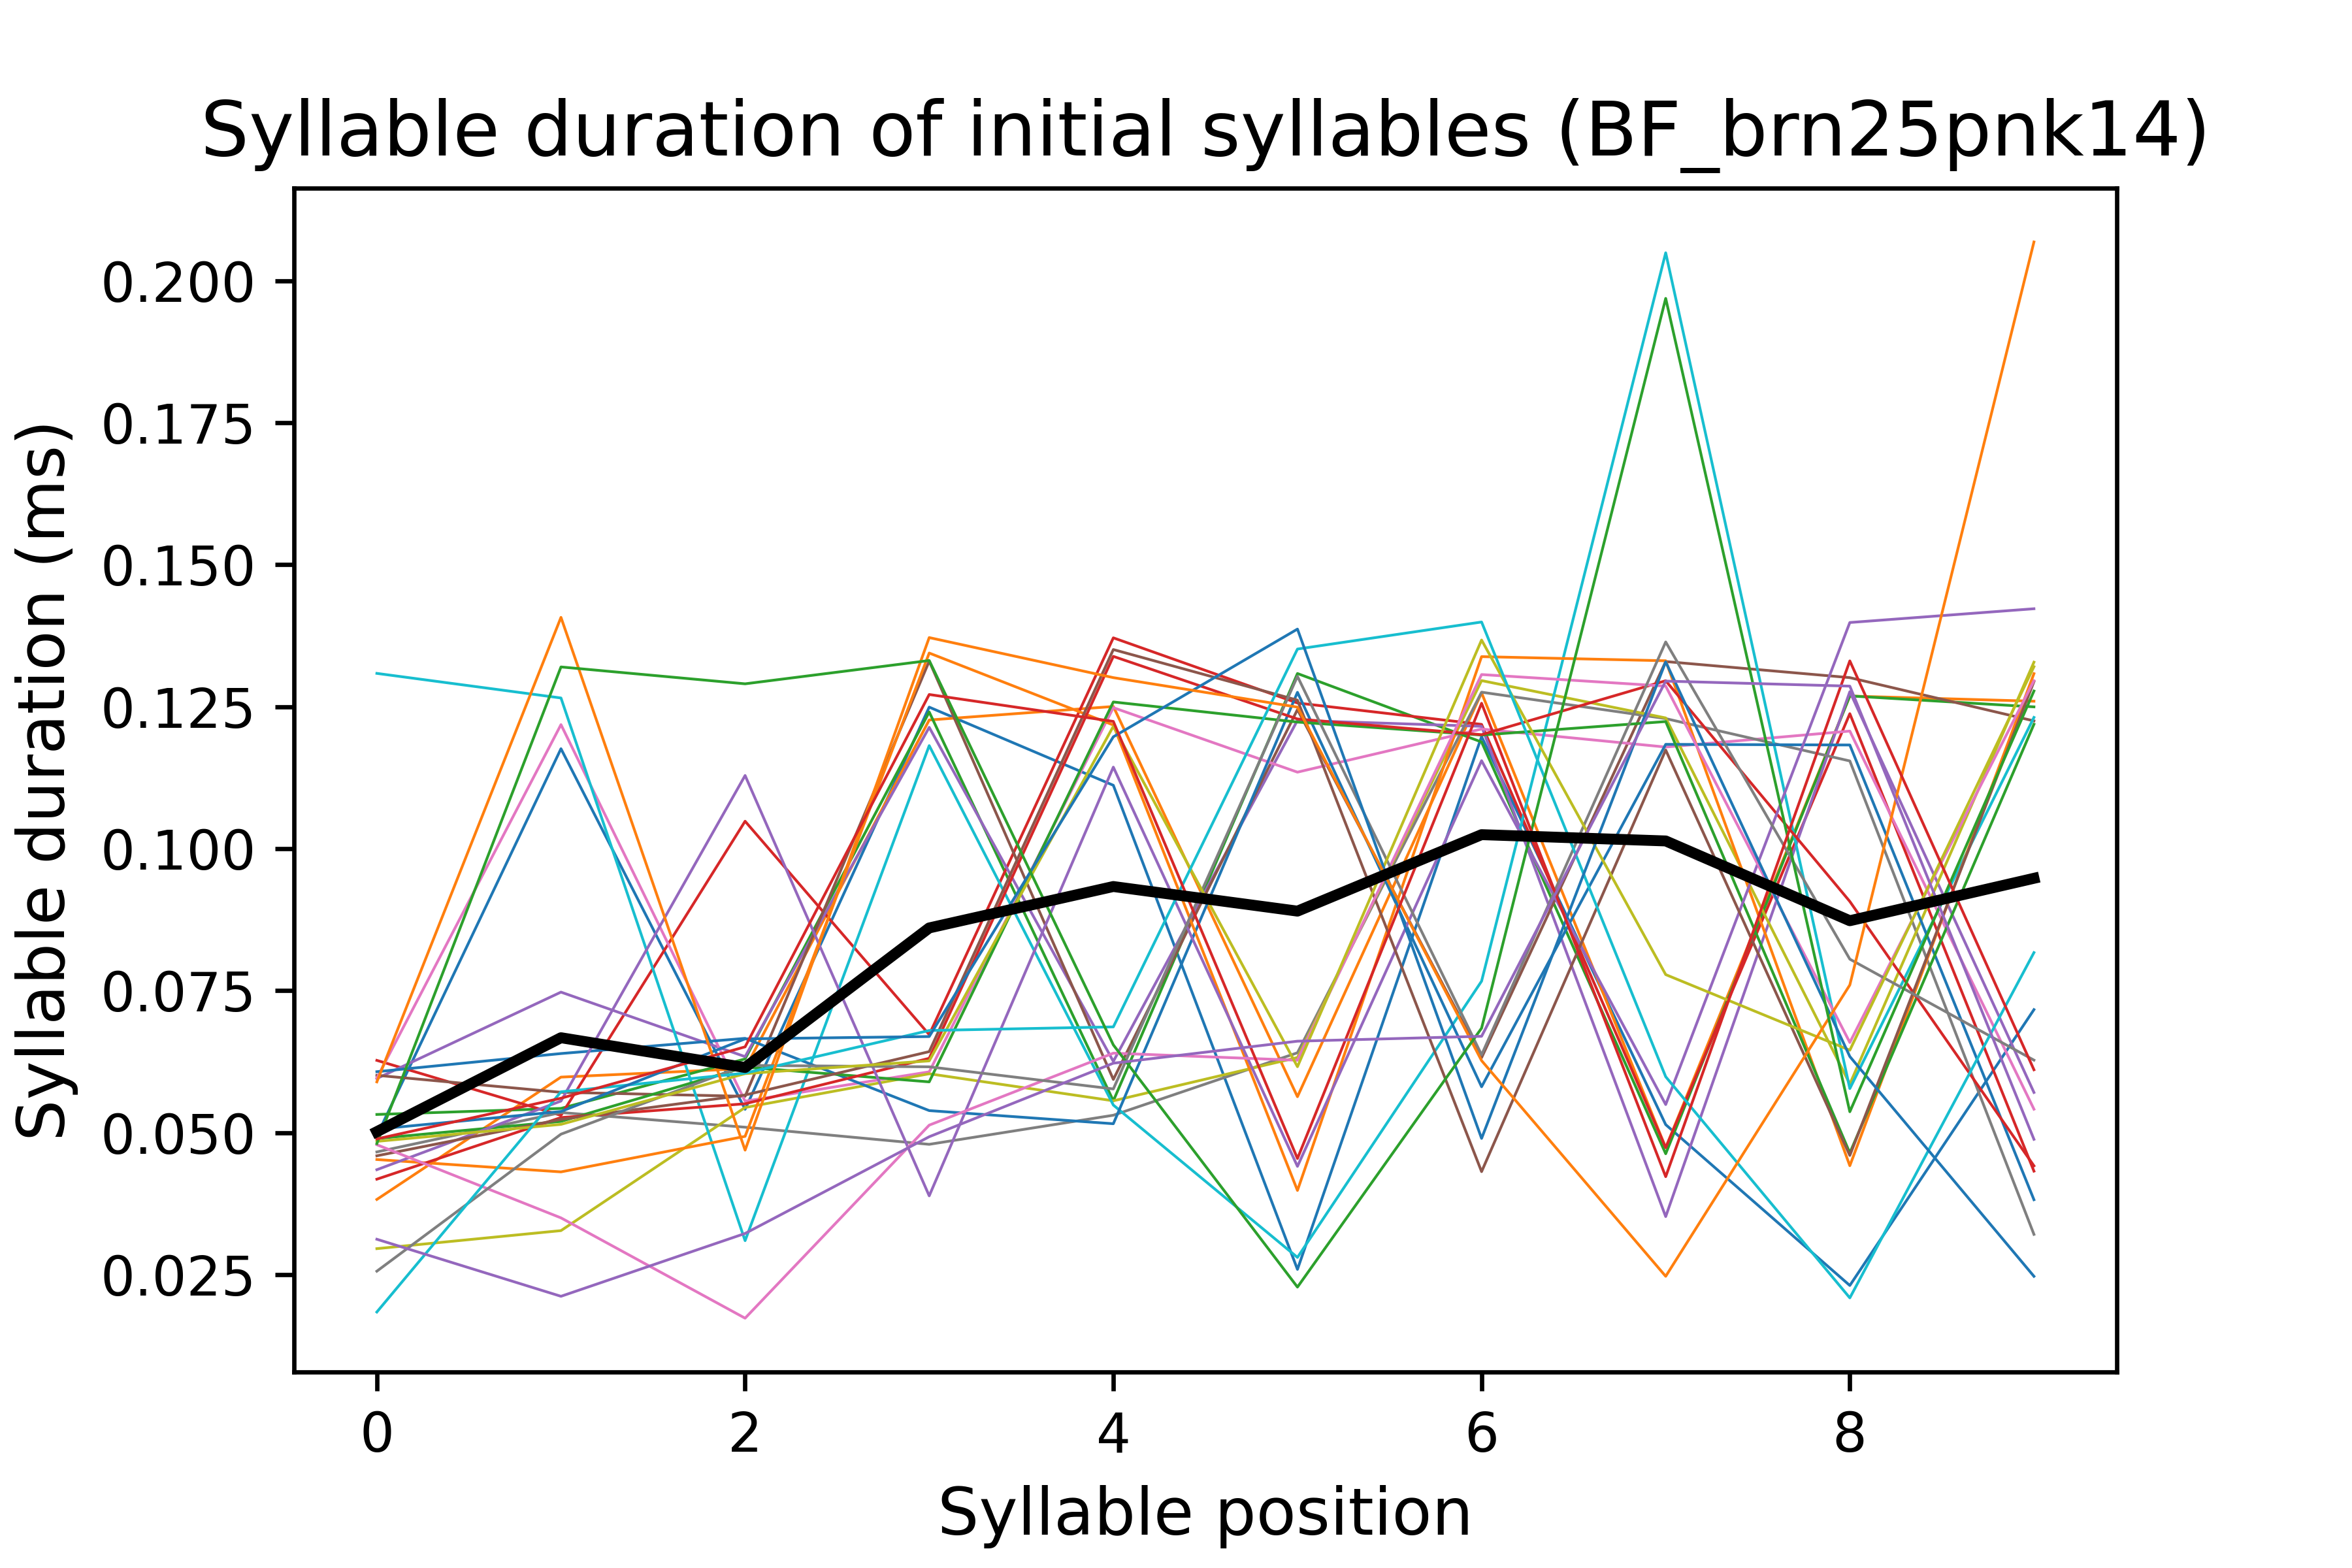 Syllable duration of initial syllables (BF_brn25pnk14)
Syllable duration (ms)
0.200
0.175
0.150
0.125
0.100
0.075
0.050
0.025
0 2 4 6 8
Syllable position